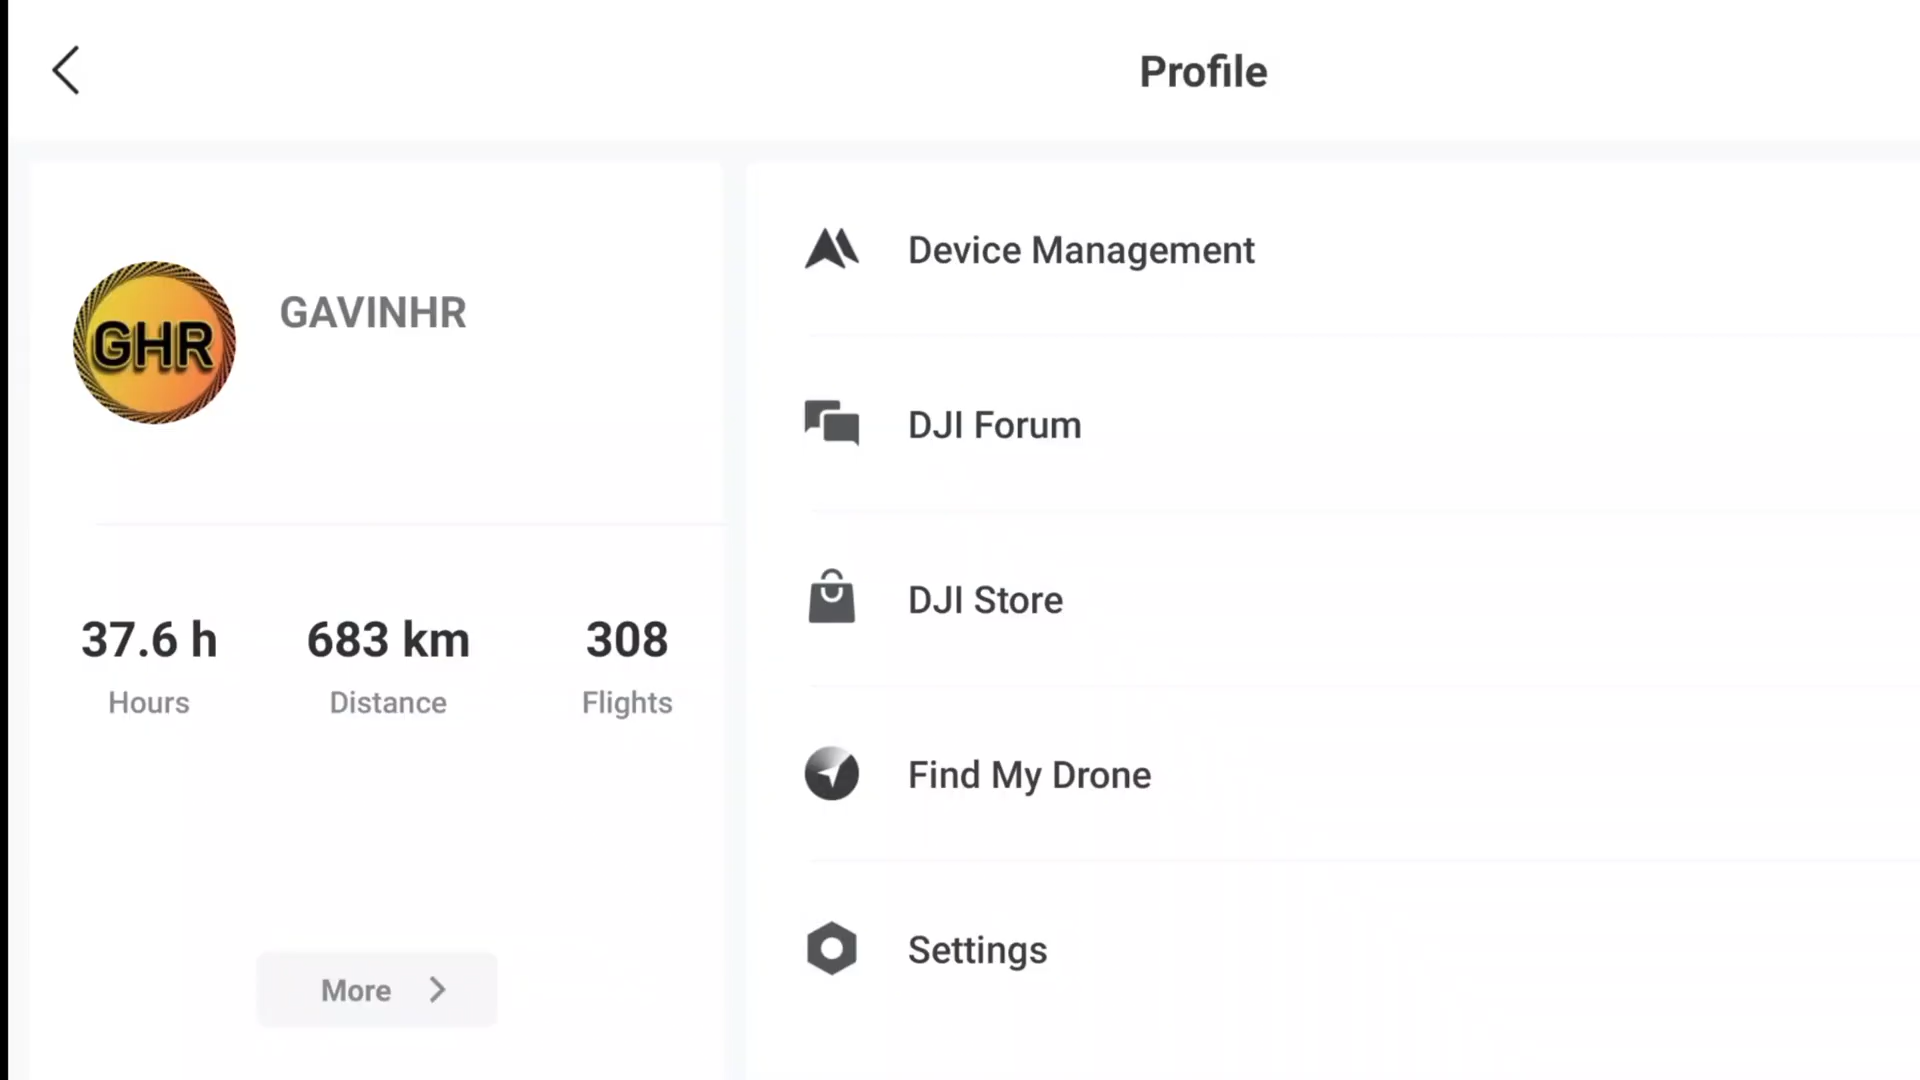 Profile
GHR
GAVINHR
37.6 h
683 km
308
Hours
Distance
Flights
More
Device Management
DJI Forum
DJI Store
Find My Drone
Settings